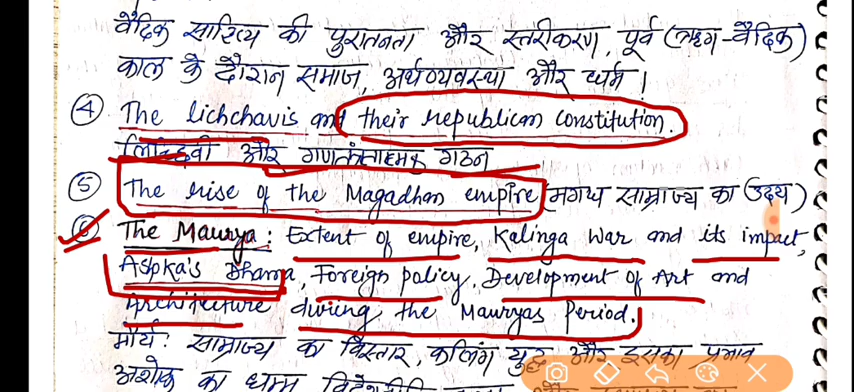 वैदिक साहित्य की पुरातनता और स्तरीकरण, पूर्व (ऋग-वैदिक)
काल के दौरान समाज, अर्थव्यवस्था और धर्म।
④ The lichchavis and their republican constitution.
लिच्छिवी और गणतंत्रात्मक गठन
⑤ The rise of the Magadhan empire (मगध साम्राज्य का उदय)
⑥ The Maurya: Extent of empire, Kalinga War and its impact,
Aspka's Dhama, Foreign policy, Development of Art and
Architecture during the Mauryas Period.
मौर्य: साम्राज्य का विस्तार, कलिंग युद्ध और इसका प्रभाव
अशोक का धम्म